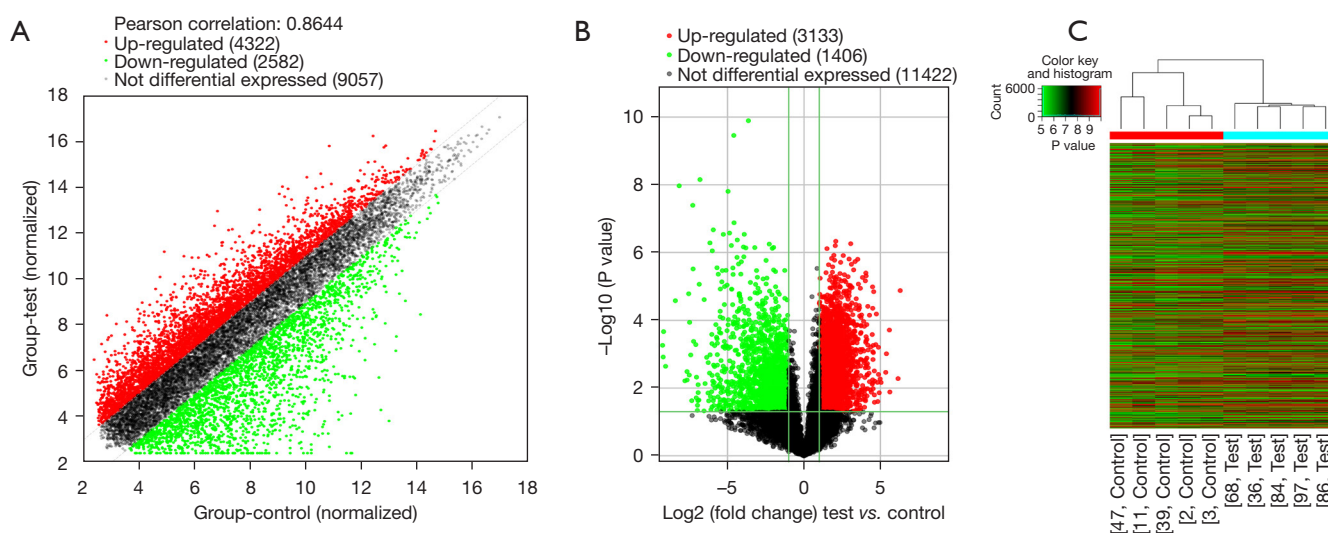 A
Pearson correlation: 0.8644
Up-regulated (4322)
Down-regulated (2582)
Not differential expressed (9057)
18
16
14
12
10
8
6
4
2
2 4 6 8 10 12 14 16 18
Group-test (normalized)
Group-control (normalized)
B
Up-regulated (3133)
Down-regulated (1406)
Not differential expressed (11422)
10
8
6
4
2
0
−5 0 5
−Log10 (P value)
Log2 (fold change) test vs. control
C
Color key
and histogram
6000
0
Count
5 6 7 8 9
P value
[47, Control]
[11, Control]
[39, Control]
[2, Control]
[3, Control]
[68, Test]
[36, Test]
[84, Test]
[97, Test]
[86, Test]